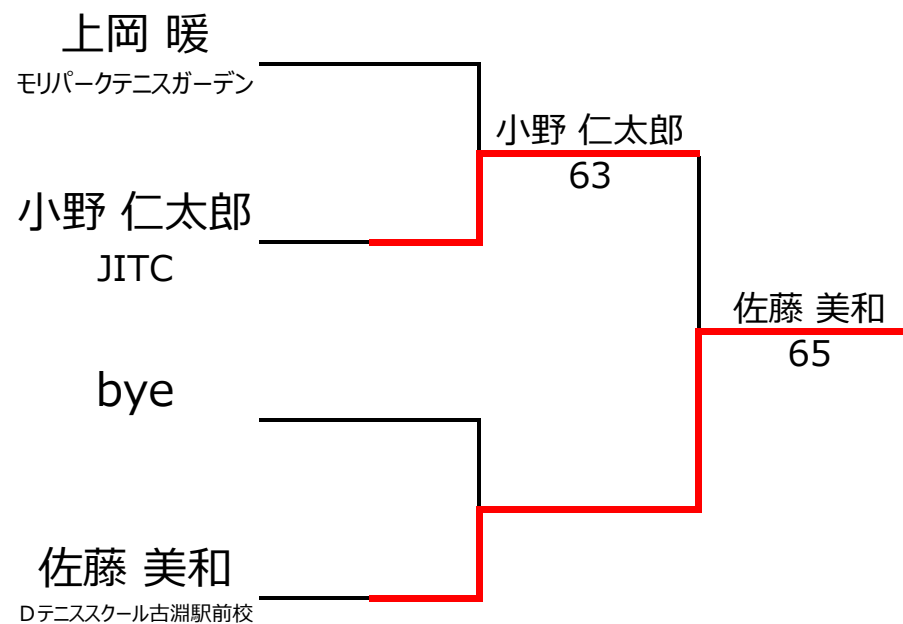 上岡 暖
モリパークテニスガーデン
小野 仁太郎
63
小野 仁太郎
JITC
佐藤 美和
65
bye
佐藤 美和
Dテニススクール古淵駅前校